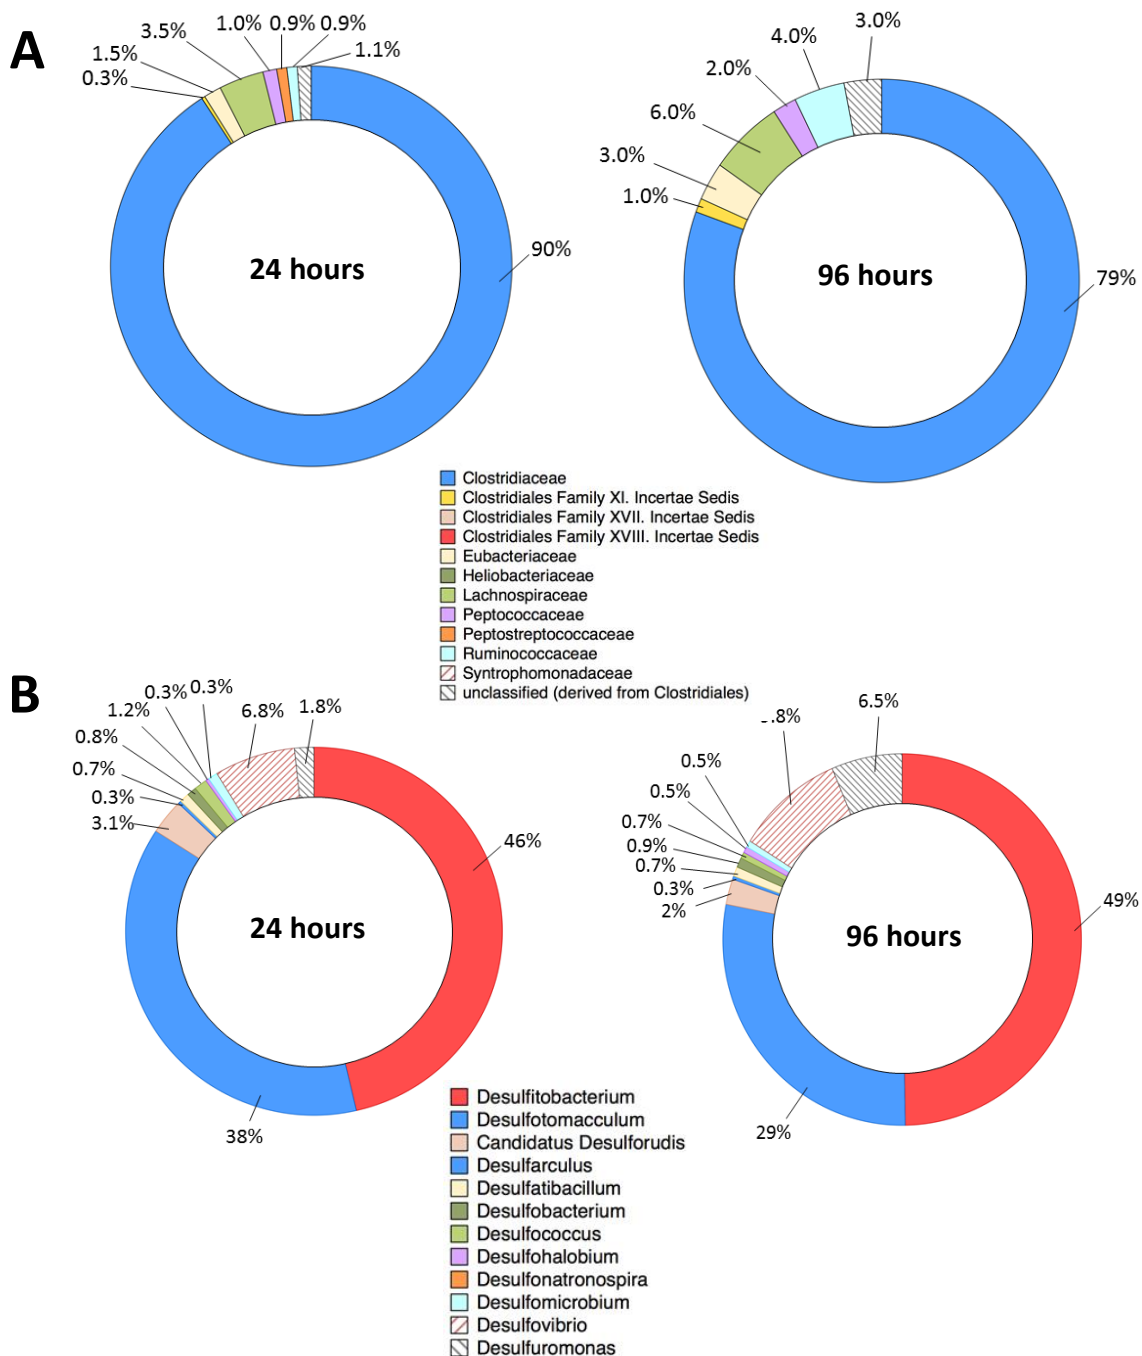 A
3.5%
1.0%
0.9%
0.9%
1.5%
1.1%
0.3%
90%
24 hours
3.0%
4.0%
2.0%
6.0%
3.0%
1.0%
79%
96 hours
Clostridiaceae
Clostridiales Family XI. Incertae Sedis
Clostridiales Family XVII. Incertae Sedis
Clostridiales Family XVIII. Incertae Sedis
Eubacteriaceae
Heliobacteriaceae
Lachnospiraceae
Peptococcaceae
Peptostreptococcaceae
Ruminococcaceae
Syntrophomonadaceae
unclassified (derived from Clostridiales)
B
0.3%
0.3%
1.2%
6.8%
1.8%
0.8%
0.7%
0.3%
3.1%
46%
24 hours
38%
.8%
6.5%
0.5%
0.5%
0.7%
0.9%
0.7%
0.3%
2%
49%
96 hours
29%
Desulfitobacterium
Desulfotomacculum
Candidatus Desulforudis
Desulfarculus
Desulfatibacillum
Desulfobacterium
Desulfococcus
Desulfohalobium
Desulfonatronospira
Desulfomicrobium
Desulfovibrio
Desulfuromonas